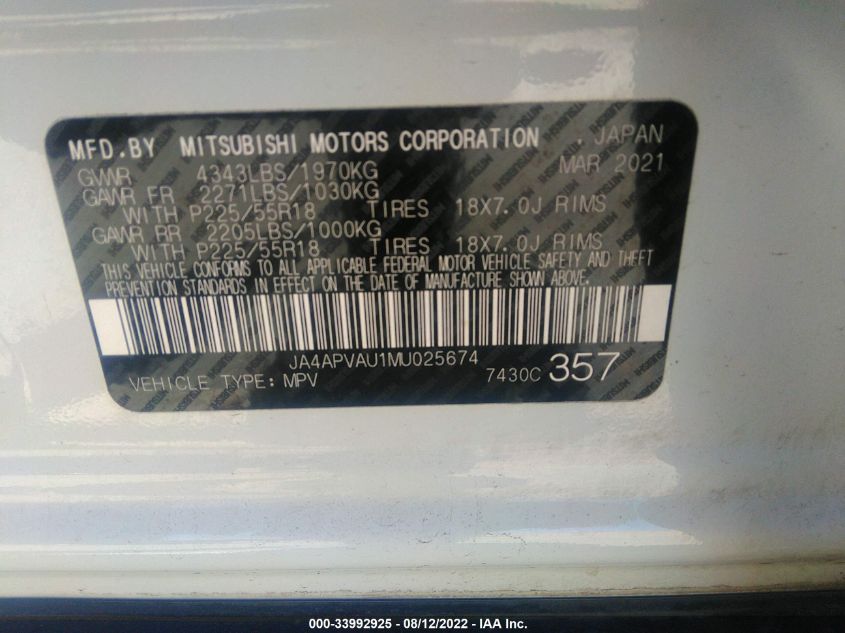 MFD.BY MITSUBISHI MOTORS CORPORATION , JAPAN
GVWR 4343LBS/1970KG MAR 2021
GAWR FR 2271LBS/1030KG
WITH P225/55R18 TIRES 18X7.0J RIMS
GAWR RR 2205LBS/1000KG
WITH P225/55R18 TIRES 18X7.0J RIMS
THIS VEHICLE CONFORMS TO ALL APPLICABLE FEDERAL MOTOR VEHICLE SAFETY AND THEFT
PREVENTION STANDARDS IN EFFECT ON THE DATE OF MANUFACTURE SHOWN ABOVE.
JA4APVAU1MU025674
VEHICLE TYPE: MPV 7430C 357
000-33992925 - 08/12/2022 - IAA Inc.